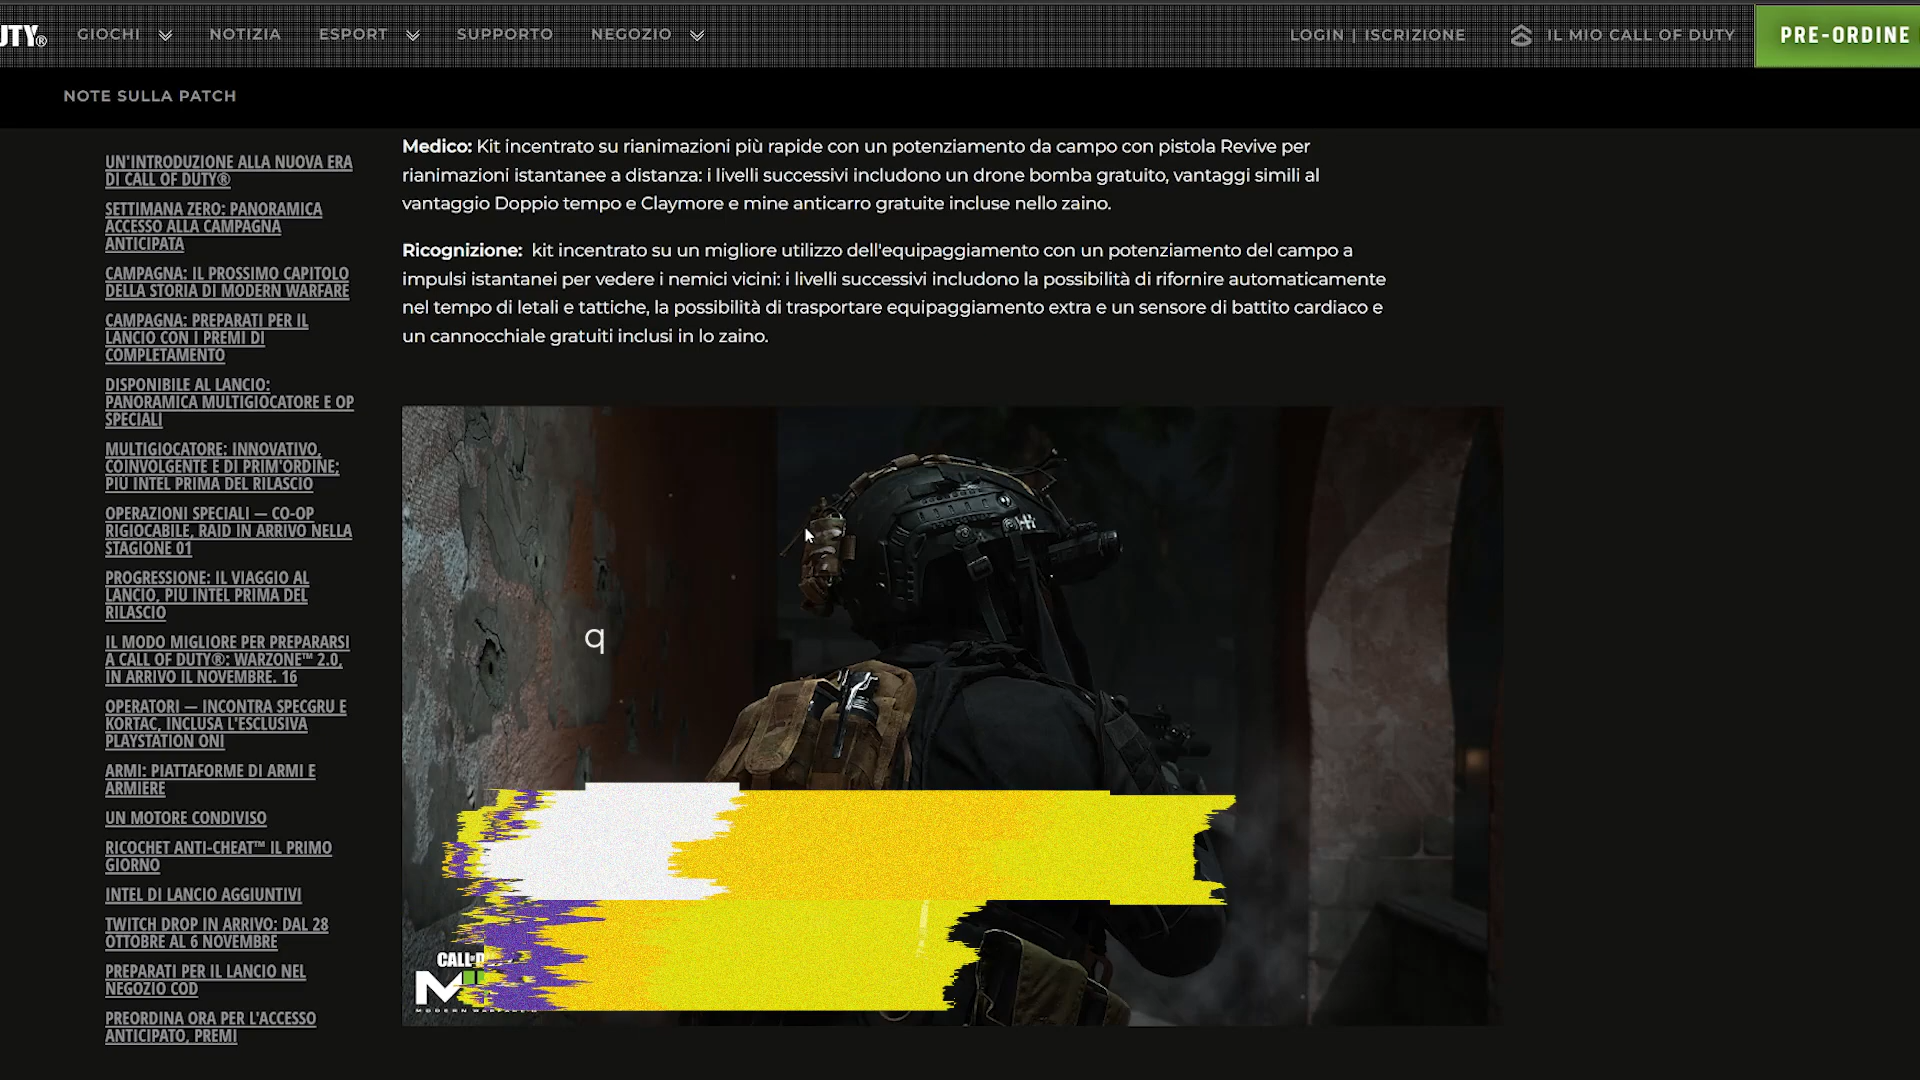 UTY®
GIOCHI
NOTIZIA
ESPORT
SUPPORTO
NEGOZIO
LOGIN | ISCRIZIONE
IL MIO CALL OF DUTY
PRE-ORDINE
NOTE SULLA PATCH
UN'INTRODUZIONE ALLA NUOVA ERA
DI CALL OF DUTY®
SETTIMANA ZERO: PANORAMICA
ACCESSO ALLA CAMPAGNA
ANTICIPATA
CAMPAGNA: IL PROSSIMO CAPITOLO
DELLA STORIA DI MODERN WARFARE
CAMPAGNA: PREPARATI PER IL
LANCIO CON I PREMI DI
COMPLETAMENTO
DISPONIBILE AL LANCIO:
PANORAMICA MULTIGIOCATORE E OP
SPECIALI
MULTIGIOCATORE: INNOVATIVO,
COINVOLGENTE E DI PRIM'ORDINE;
PIÙ INTEL PRIMA DEL RILASCIO
OPERAZIONI SPECIALI — CO-OP
RIGIOCABILE, RAID IN ARRIVO NELLA
STAGIONE 01
PROGRESSIONE: IL VIAGGIO AL
LANCIO, PIÙ INTEL PRIMA DEL
RILASCIO
IL MODO MIGLIORE PER PREPARARSI
A CALL OF DUTY®: WARZONE™ 2.0,
IN ARRIVO IL NOVEMBRE. 16
OPERATORI — INCONTRA SPECGRU E
KORTAC, INCLUSA L'ESCLUSIVA
PLAYSTATION ONI
ARMI: PIATTAFORME DI ARMI E
ARMIERE
UN MOTORE CONDIVISO
RICOCHET ANTI-CHEAT™ IL PRIMO
GIORNO
INTEL DI LANCIO AGGIUNTIVI
TWITCH DROP IN ARRIVO: DAL 28
OTTOBRE AL 6 NOVEMBRE
PREPARATI PER IL LANCIO NEL
NEGOZIO COD
PREORDINA ORA PER L'ACCESSO
ANTICIPATO, PREMI
Medico: Kit incentrato su rianimazioni più rapide con un potenziamento da campo con pistola Revive per
rianimazioni istantanee a distanza: i livelli successivi includono un drone bomba gratuito, vantaggi simili al
vantaggio Doppio tempo e Claymore e mine anticarro gratuite incluse nello zaino.
Ricognizione: kit incentrato su un migliore utilizzo dell'equipaggiamento con un potenziamento del campo a
impulsi istantanei per vedere i nemici vicini: i livelli successivi includono la possibilità di rifornire automaticamente
nel tempo di letali e tattiche, la possibilità di trasportare equipaggiamento extra e un sensore di battito cardiaco e
un cannocchiale gratuiti inclusi in lo zaino.
q
CALL OF D
M